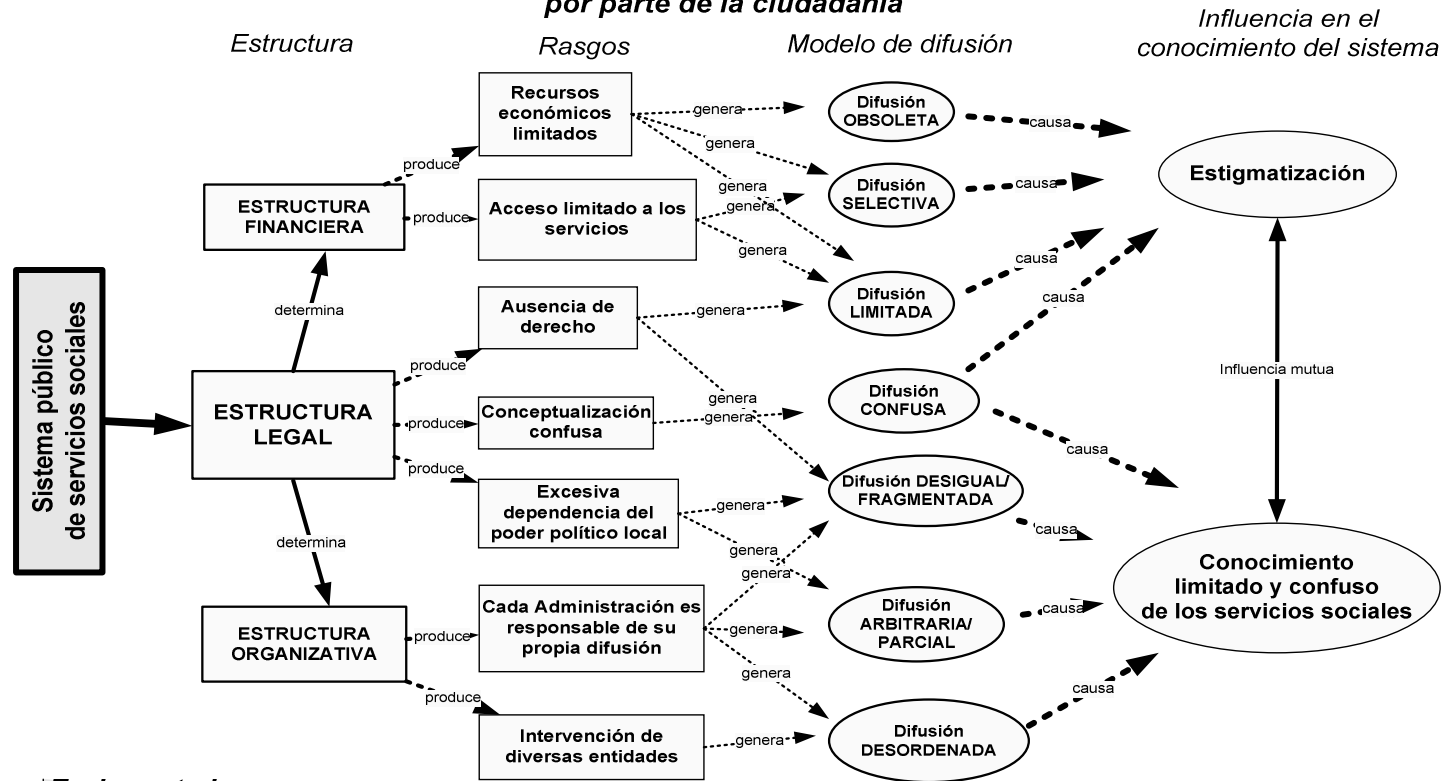 por parte de la ciudadanía
Estructura
Rasgos
Modelo de difusión
Influencia en el
conocimiento del sistema
Sistema público
de servicios sociales
ESTRUCTURA
FINANCIERA
determina
ESTRUCTURA
LEGAL
determina
ESTRUCTURA
ORGANIZATIVA
produce
produce
produce
produce
produce
produce
produce
Recursos
económicos
limitados
Acceso limitado a los
servicios
Ausencia de
derecho
Conceptualización
confusa
Excesiva
dependencia del
poder político local
Cada Administración es
responsable de su
propia difusión
Intervención de
diversas entidades
genera
genera
genera
genera
genera
genera
genera
genera
genera
genera
genera
genera
genera
genera
Difusión
OBSOLETA
Difusión
SELECTIVA
Difusión
LIMITADA
Difusión
CONFUSA
Difusión DESIGUAL/
FRAGMENTADA
Difusión
ARBITRARIA/
PARCIAL
Difusión
DESORDENADA
causa
causa
causa
causa
causa
causa
causa
causa
Estigmatización
Influencia mutua
Conocimiento
limitado y confuso
de los servicios sociales